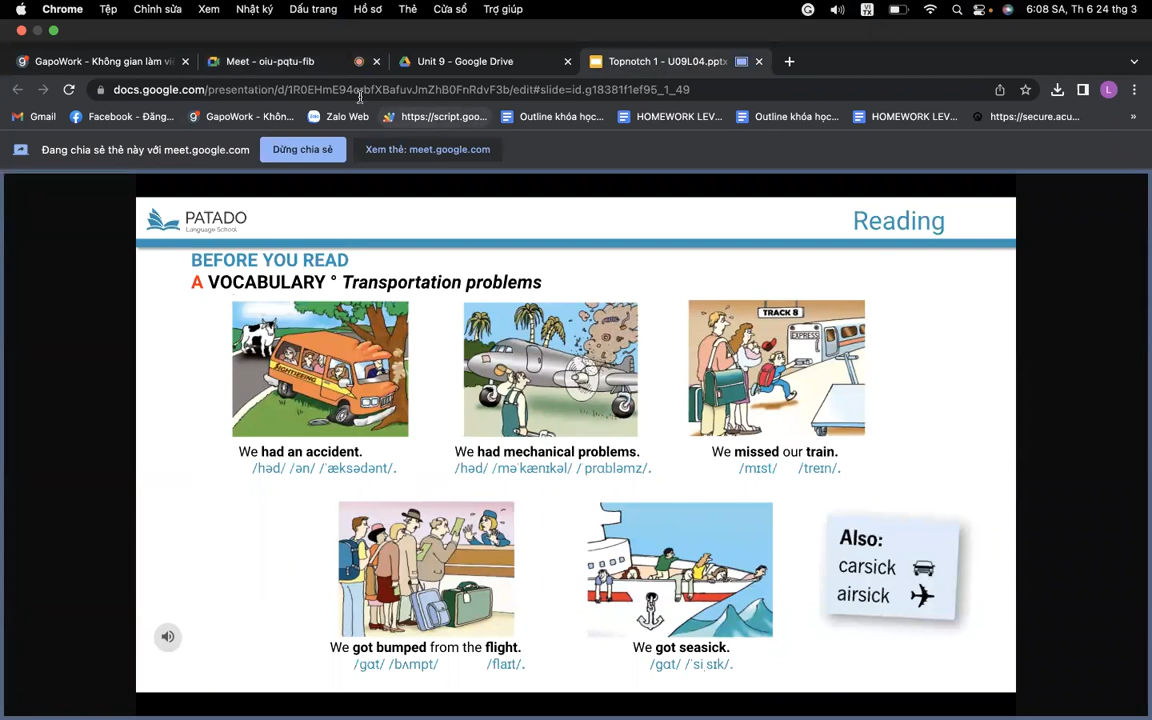 Chrome Tệp Chỉnh sửa Xem Nhật ký Dấu trang Hồ sơ Thẻ Cửa sổ Trợ giúp VI TX 6:08 SA, Th 6 24 thg 3
GapoWork - Không gian làm vi Meet - oiu-pqtu-fib Unit 9 - Google Drive Topnotch 1 - U09L04.pptx
docs.google.com/presentation/d/
/edit#slide=id.g18381f1ef95_1_49 L
Gmail Facebook - Đăng... GapoWork - Khôn... Zalo Web https://script.goo... Outline khóa học... HOMEWORK LEV... Outline khóa học... HOMEWORK LEV... https://secure.acu... »
Đang chia sẻ thẻ này với meet.google.com Dừng chia sẻ Xem thẻ: meet.google.com
PATADO
Language School
Reading
BEFORE YOU READ
A VOCABULARY ° Transportation problems
SIGHTSEEING
TRACK 8
EXPRESS
We had an accident.
/həd/ /ən/ /ˈæksədənt/.
We had mechanical problems.
/həd/ /məˈkænɪkəl/ /ˈprɑbləmz/.
We missed our train.
/mɪst/ /treɪn/.
We got bumped from the flight.
/gɑt/ /bʌmpt/ /flaɪt/.
We got seasick.
/gɑt/ /ˈsiˌsɪk/.
Also:
carsick
airsick